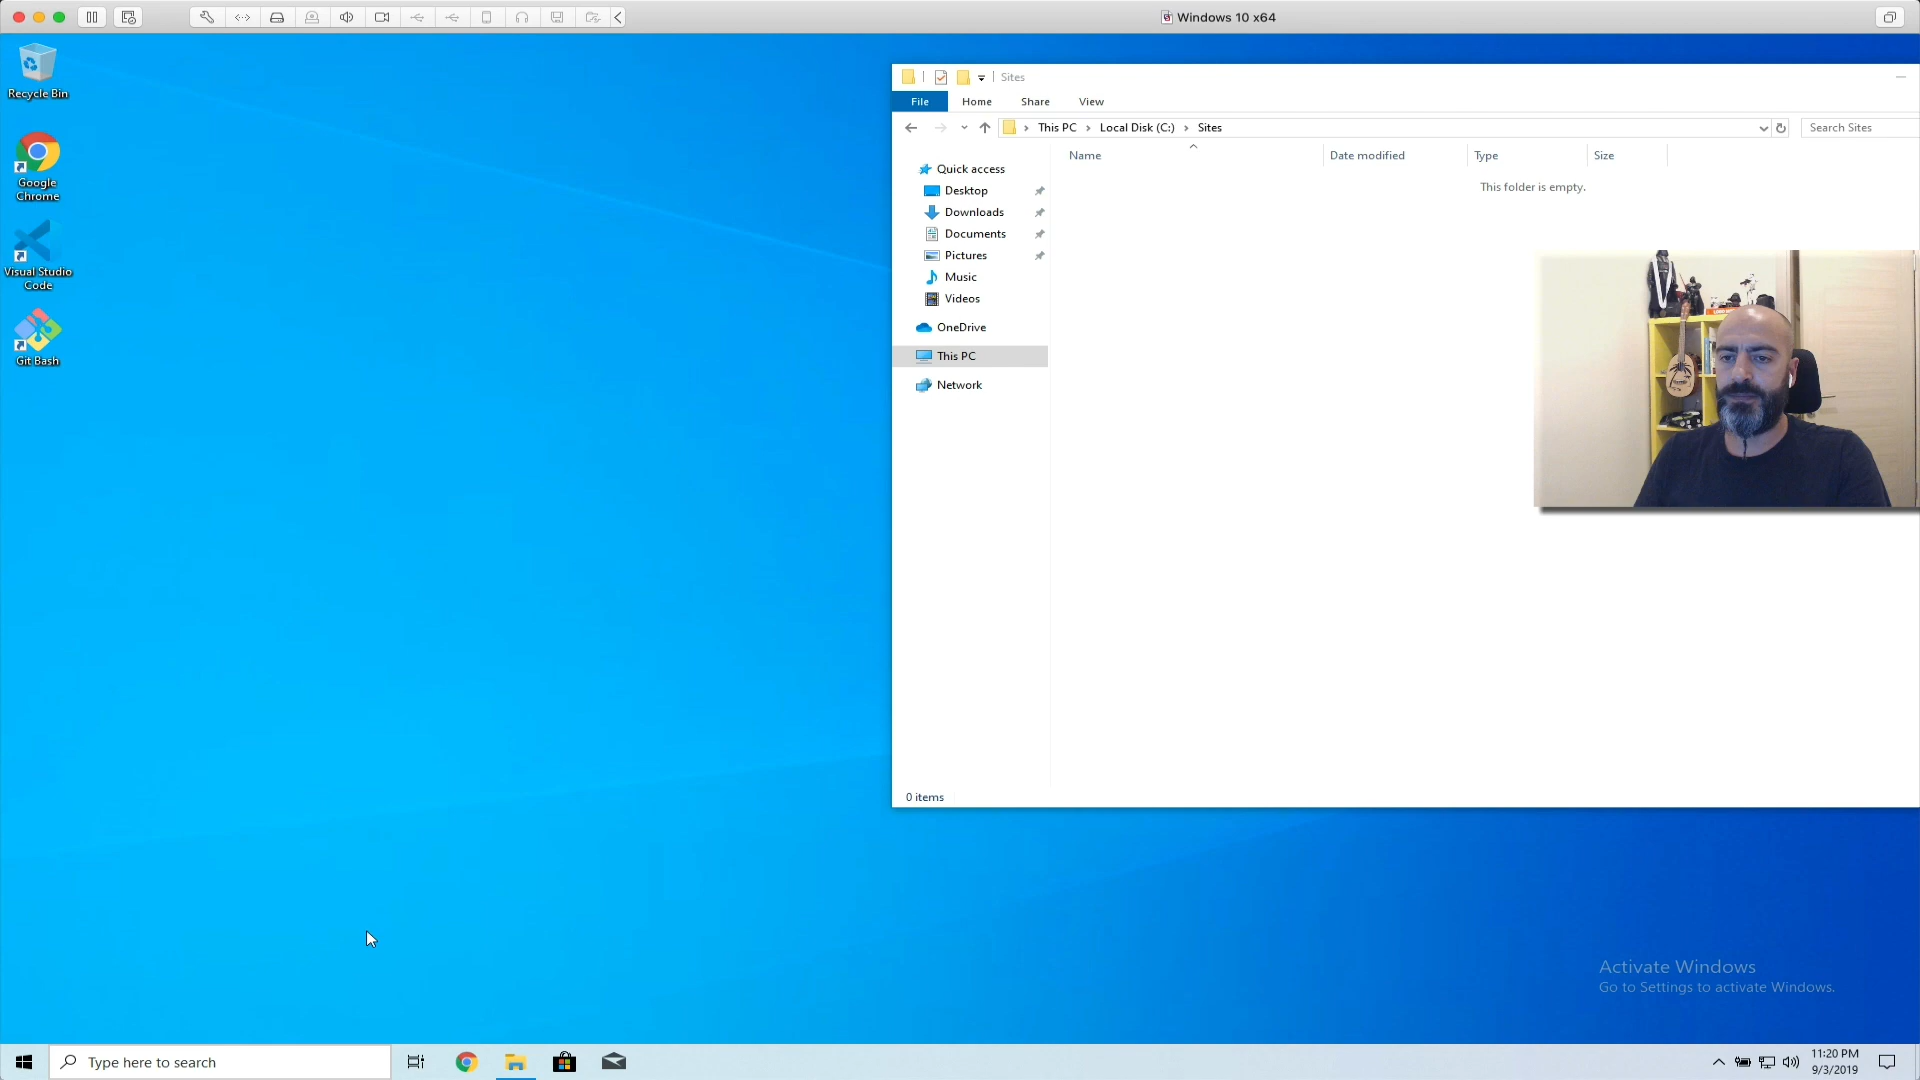 Windows 10 x64
Recycle Bin
Google
Chrome
Visual Studio
Code
Git Bash
Sites
File Home Share View
This PC Local Disk (C:) Sites
Search Sites
Name Date modified Type Size
This folder is empty.
Quick access
Desktop
Downloads
Documents
Pictures
Music
Videos
OneDrive
This PC
Network
0 items
Activate Windows
Go to Settings to activate Windows.
Type here to search
11:20 PM
9/3/2019